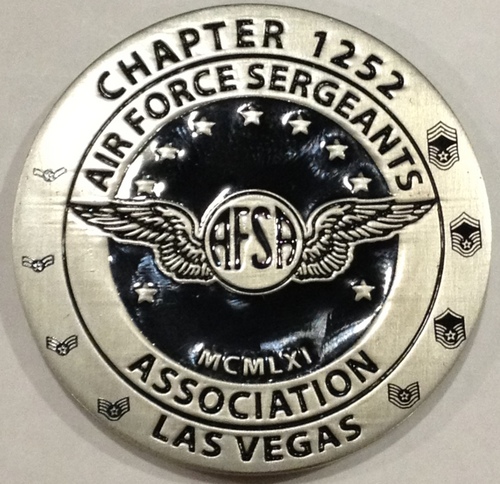 CHAPTER 1252
AIR FORCE SERGEANTS
AFSA
MCMLXI
ASSOCIATION
LAS VEGAS